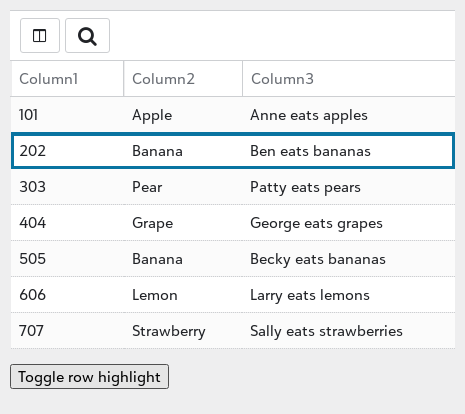 Column1 Column2 Column3
101 Apple Anne eats apples
202 Banana Ben eats bananas
303 Pear Patty eats pears
404 Grape George eats grapes
505 Banana Becky eats bananas
606 Lemon Larry eats lemons
707 Strawberry Sally eats strawberries
Toggle row highlight